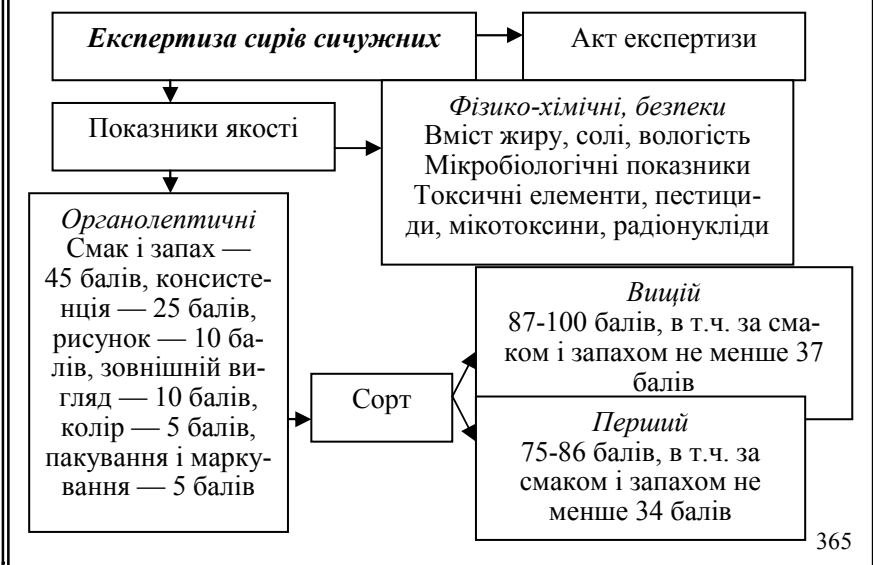 Експертиза сирів сичужних
Акт експертизи
Показники якості
Фізико-хімічні, безпеки
Вміст жиру, солі, вологість
Мікробіологічні показники
Токсичні елементи, пестици-
ди, мікотоксини, радіонукліди
Органолептичні
Смак і запах —
45 балів, консисте-
нція — 25 балів,
рисунок — 10 ба-
лів, зовнішній ви-
гляд — 10 балів,
колір — 5 балів,
пакування і марку-
вання — 5 балів
Сорт
Вищій
87-100 балів, в т.ч. за сма-
ком і запахом не менше 37
балів
Перший
75-86 балів, в т.ч. за
смаком і запахом не
менше 34 балів
365